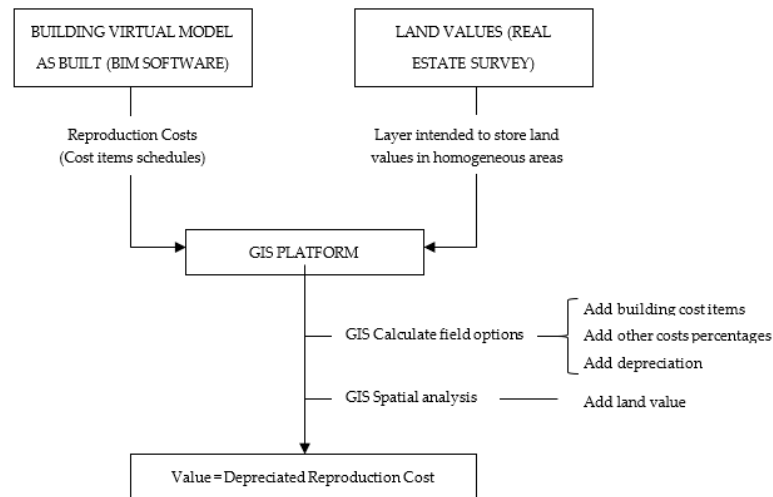 BUILDING VIRTUAL MODEL
AS BUILT (BIM SOFTWARE)
LAND VALUES (REAL
ESTATE SURVEY)
Reproduction Costs
(Cost items schedules)
Layer intended to store land
values in homogeneous areas
GIS PLATFORM
GIS Calculate field options
Add building cost items
Add other costs percentages
Add depreciation
GIS Spatial analysis
Add land value
Value = Depreciated Reproduction Cost